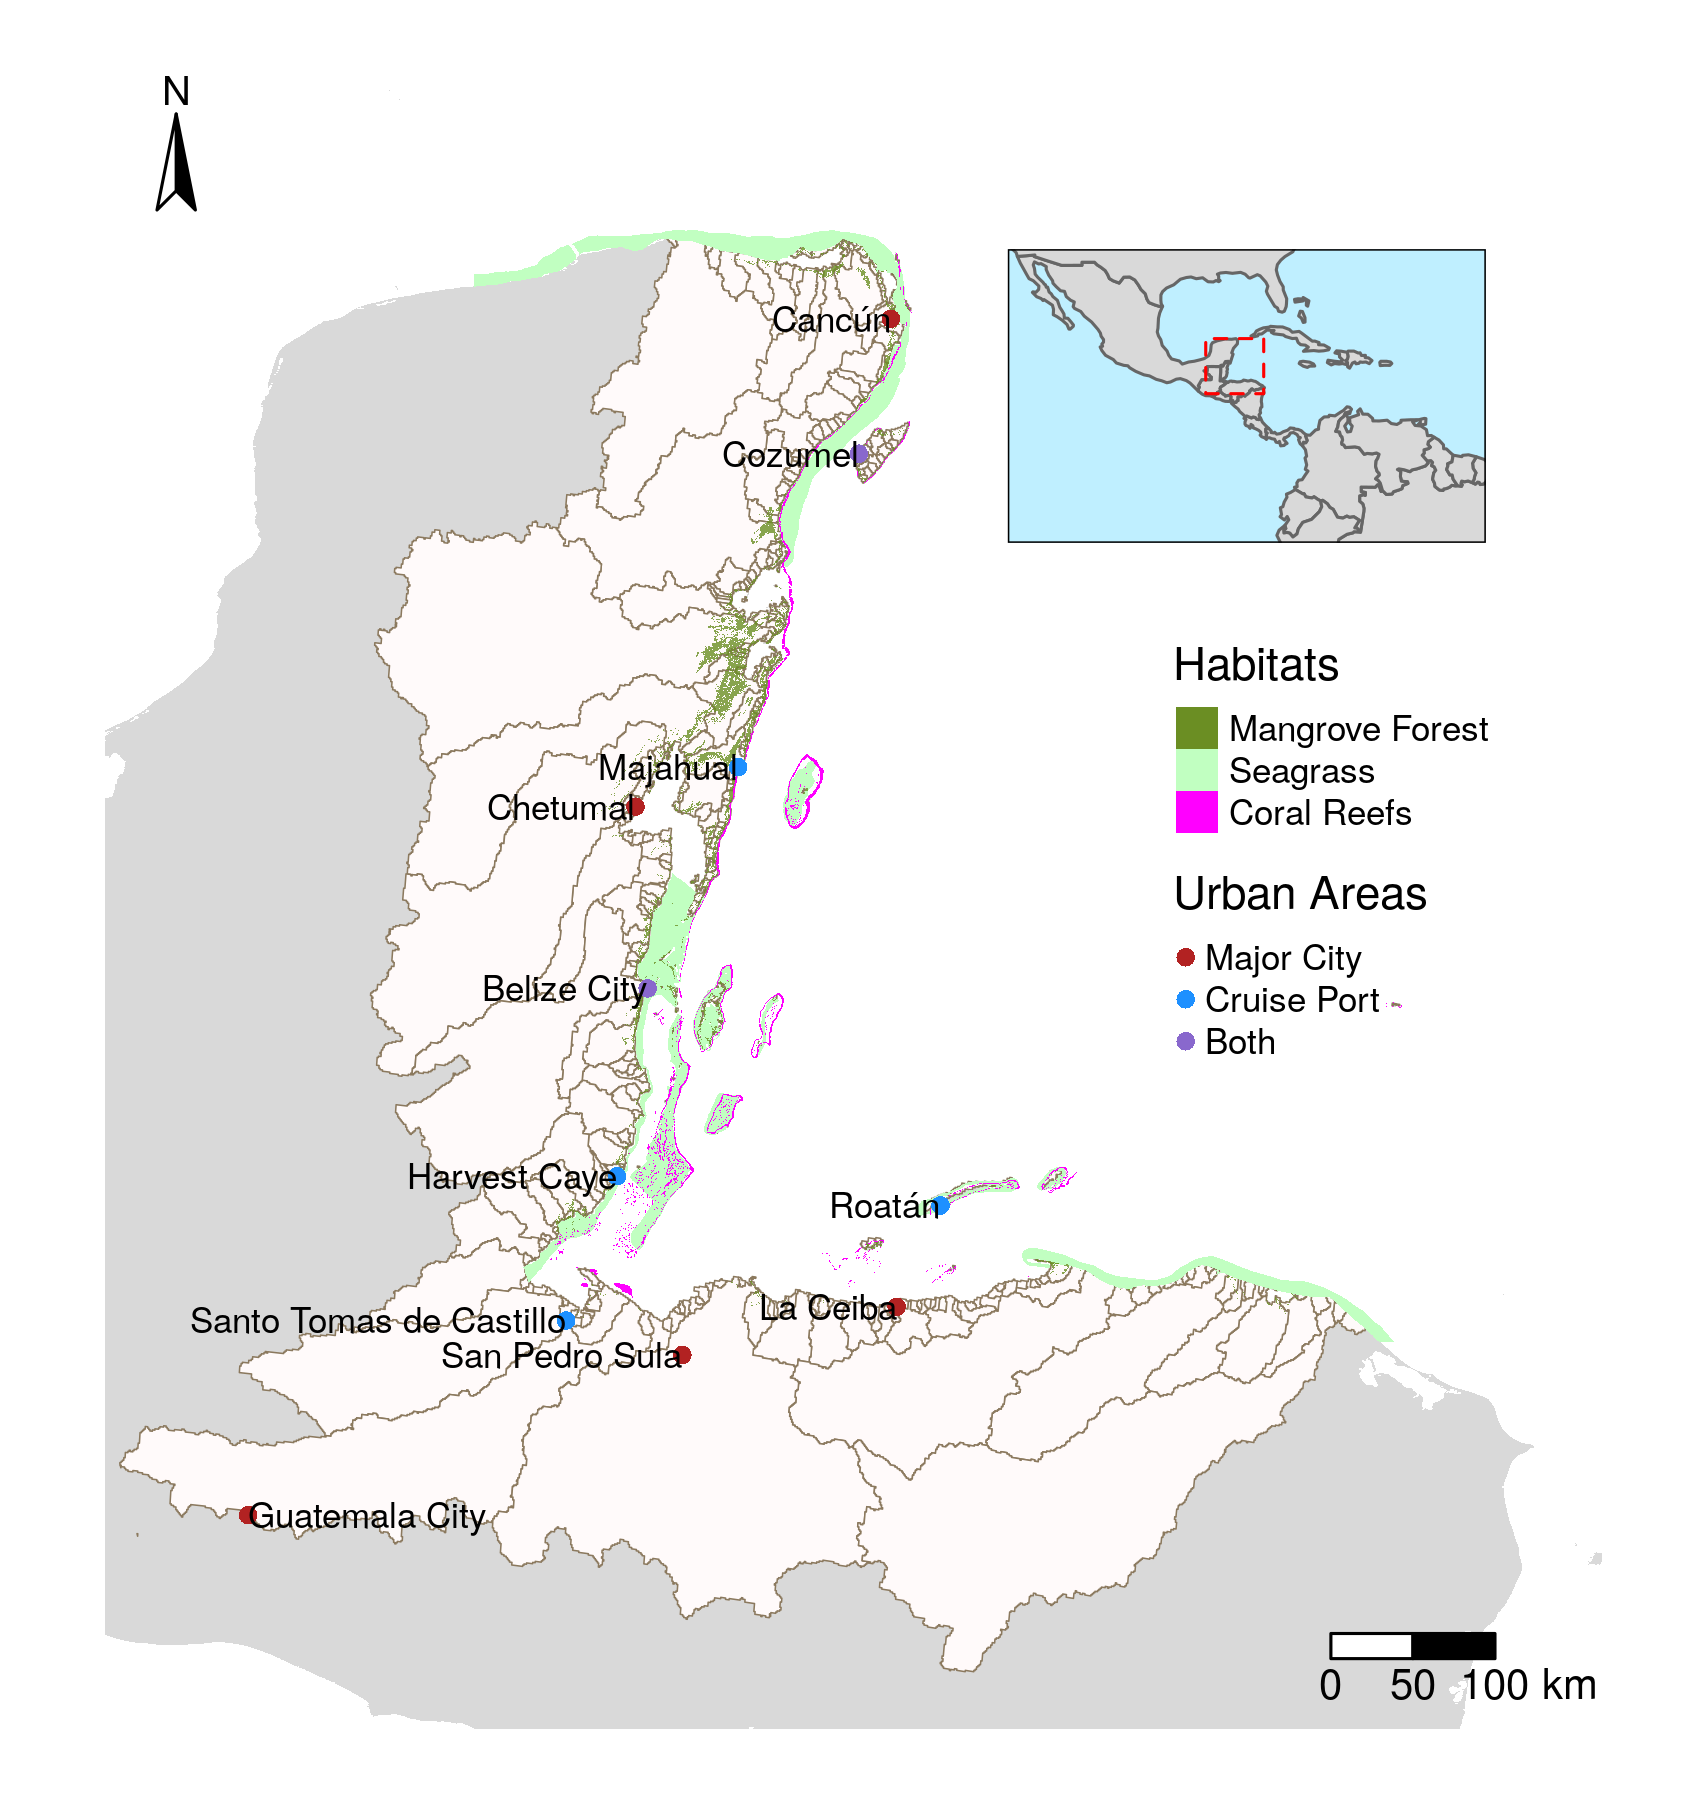 N
Cancún
Cozumel
Habitats
Mangrove Forest
Seagrass
Coral Reefs
Majahual
Chetumal
Urban Areas
Major City
Cruise Port
Both
Belize City
Harvest Caye
Roatán
La Ceiba
Santo Tomas de Castillo
San Pedro Sula
Guatemala City
0 50 100 km